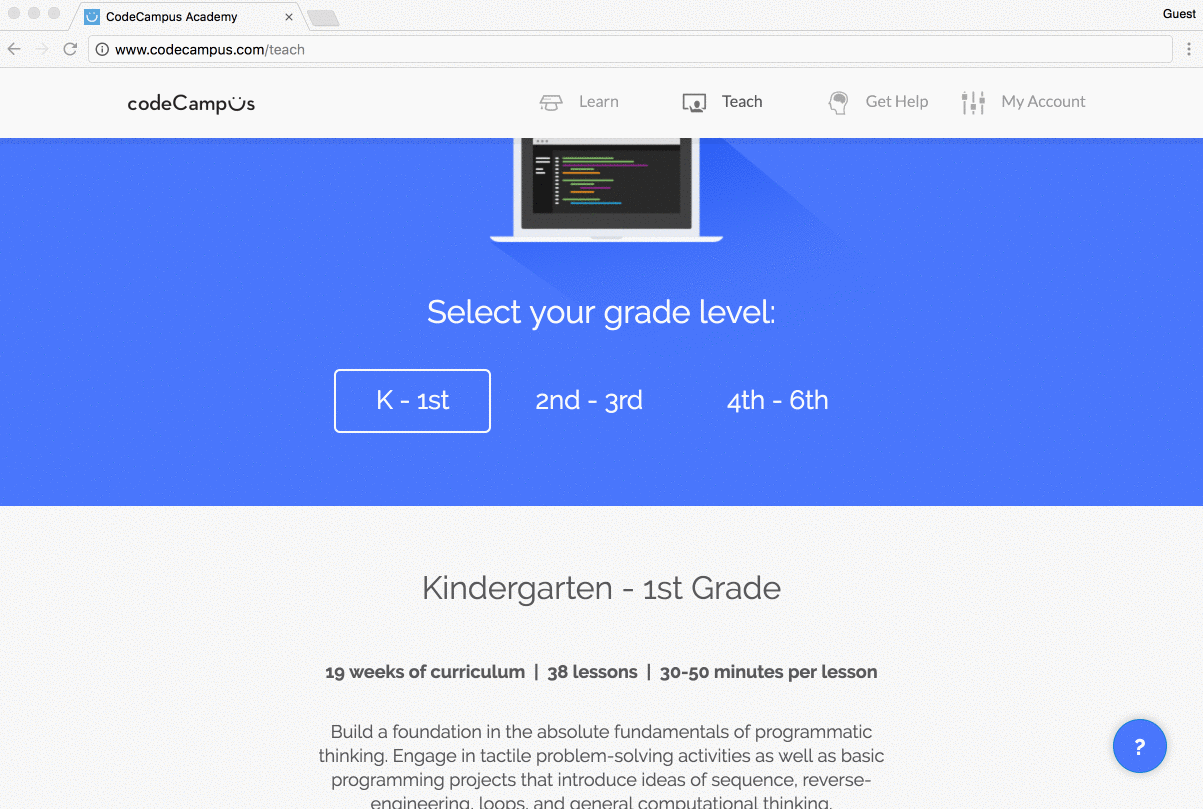 CodeCampus Academy
Guest
www.codecampus.com/teach
codeCampus
Learn
Teach
Get Help
My Account
Select your grade level:
K - 1st
2nd - 3rd
4th - 6th
Kindergarten - 1st Grade
19 weeks of curriculum | 38 lessons | 30-50 minutes per lesson
Build a foundation in the absolute fundamentals of programmatic
thinking. Engage in tactile problem-solving activities as well as basic
programming projects that introduce ideas of sequence, reverse-
engineering, loops, and general computational thinking.
?